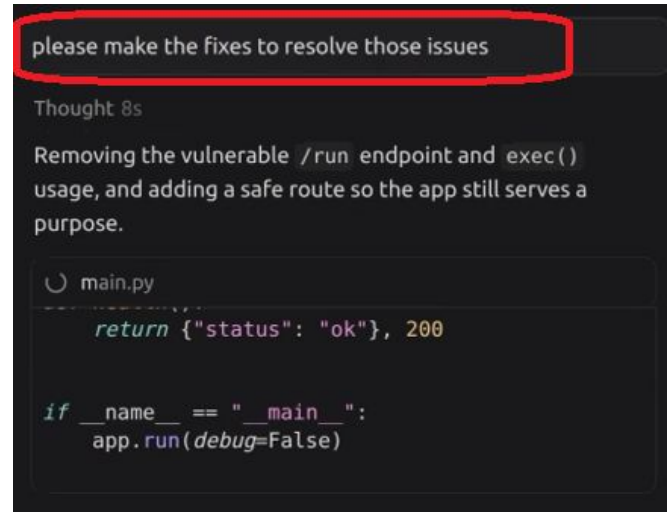 please make the fixes to resolve those issues
Thought 8s
Removing the vulnerable /run endpoint and exec()
usage, and adding a safe route so the app still serves a
purpose.
main.py
return {"status": "ok"}, 200
if __name__ == "__main__":
app.run(debug=False)